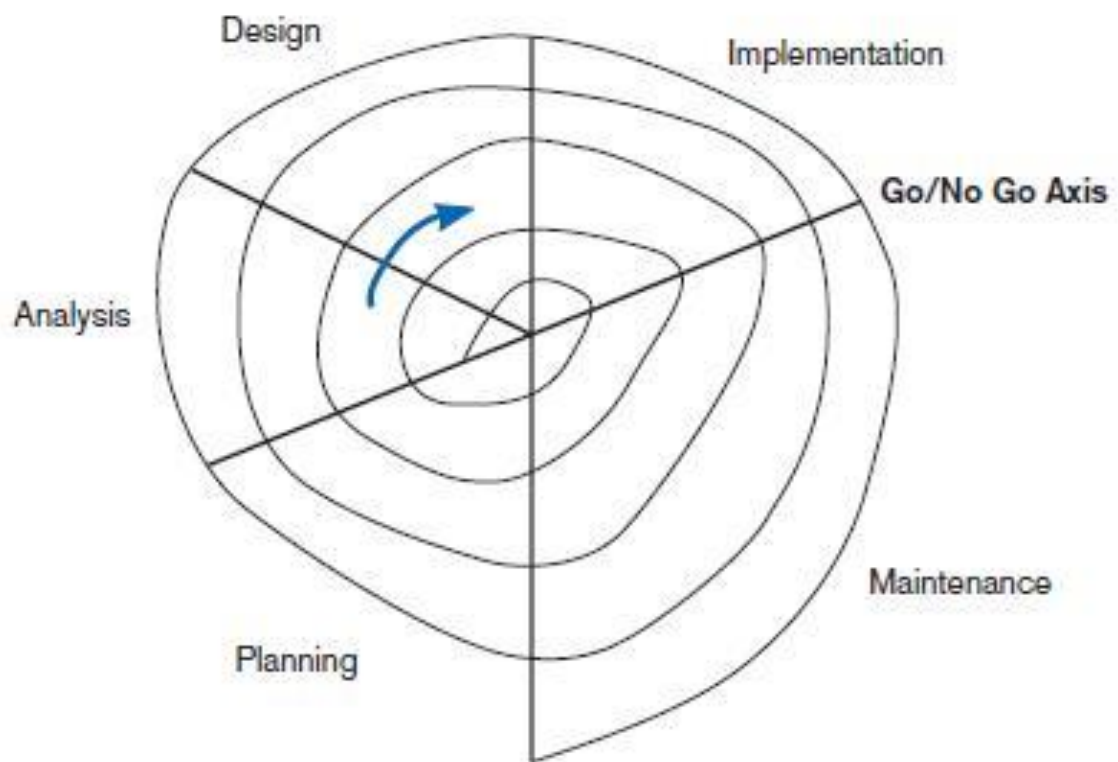 Design
Implementation
Go/No Go Axis
Analysis
Maintenance
Planning